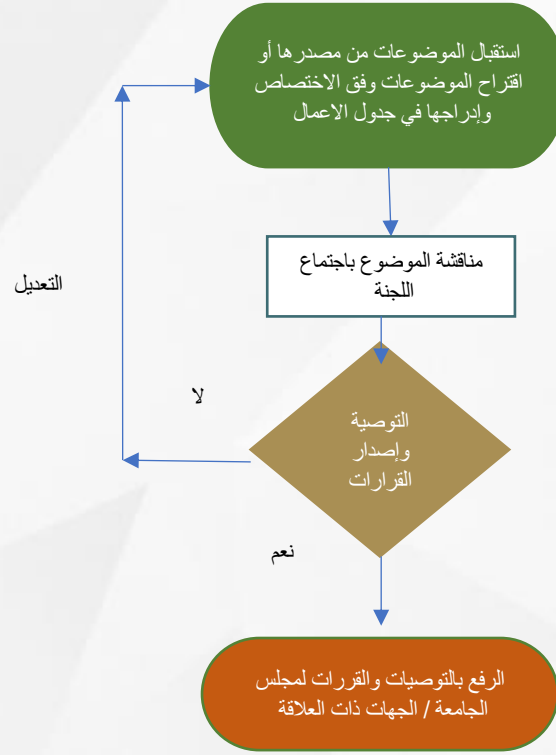 استقبال الموضوعات من مصدرها أو
اقتراح الموضوعات وفق الاختصاص
وإدراجها في جدول الاعمال
مناقشة الموضوع باجتماع
اللجنة
التعديل
لا
التوصية
وإصدار
القرارات
نعم
الرفع بالتوصيات والقررات لمجلس
الجامعة / الجهات ذات العلاقة